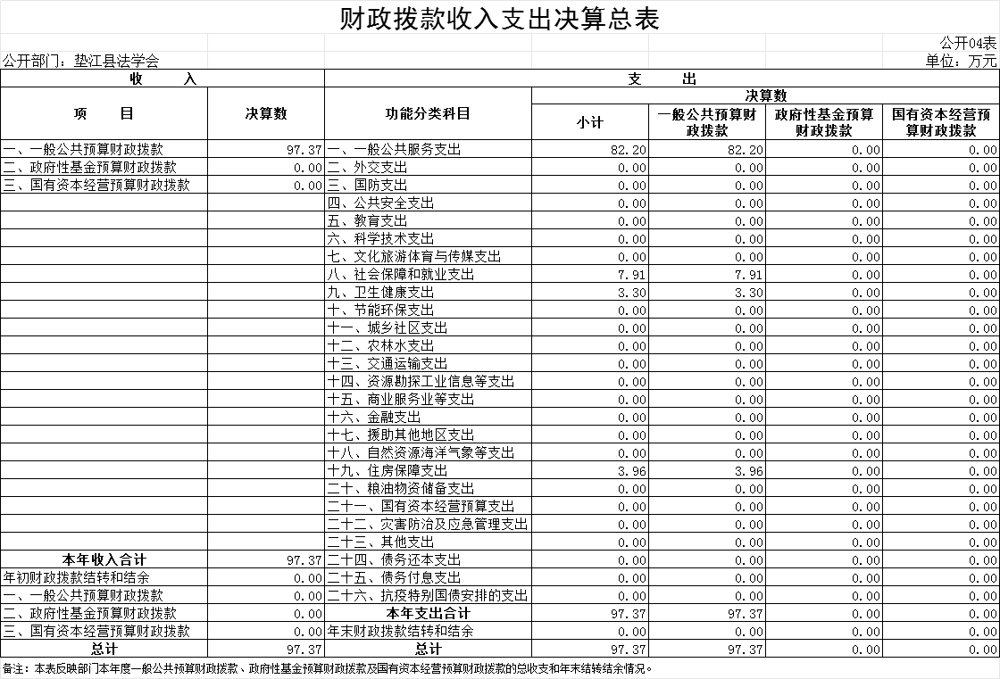 财政拨款收入支出决算总表
公开04表
公开部门：垫江县法学会 单位：万元
收 入 支 出
项 目 决算数 功能分类科目 决算数
小计 一般公共预算财政拨款 政府性基金预算财政拨款 国有资本经营预算财政拨款
一、一般公共预算财政拨款 97.37 一、一般公共服务支出 82.20 82.20 0.00 0.00
二、政府性基金预算财政拨款 0.00 二、外交支出 0.00 0.00 0.00 0.00
三、国有资本经营预算财政拨款 0.00 三、国防支出 0.00 0.00 0.00 0.00
四、公共安全支出 0.00 0.00 0.00 0.00
五、教育支出 0.00 0.00 0.00 0.00
六、科学技术支出 0.00 0.00 0.00 0.00
七、文化旅游体育与传媒支出 0.00 0.00 0.00 0.00
八、社会保障和就业支出 7.91 7.91 0.00 0.00
九、卫生健康支出 3.30 3.30 0.00 0.00
十、节能环保支出 0.00 0.00 0.00 0.00
十一、城乡社区支出 0.00 0.00 0.00 0.00
十二、农林水支出 0.00 0.00 0.00 0.00
十三、交通运输支出 0.00 0.00 0.00 0.00
十四、资源勘探工业信息等支出 0.00 0.00 0.00 0.00
十五、商业服务业等支出 0.00 0.00 0.00 0.00
十六、金融支出 0.00 0.00 0.00 0.00
十七、援助其他地区支出 0.00 0.00 0.00 0.00
十八、自然资源海洋气象等支出 0.00 0.00 0.00 0.00
十九、住房保障支出 3.96 3.96 0.00 0.00
二十、粮油物资储备支出 0.00 0.00 0.00 0.00
二十一、国有资本经营预算支出 0.00 0.00 0.00 0.00
二十二、灾害防治及应急管理支出 0.00 0.00 0.00 0.00
二十三、其他支出 0.00 0.00 0.00 0.00
本年收入合计 97.37 二十四、债务还本支出 0.00 0.00 0.00 0.00
年初财政拨款结转和结余 0.00 二十五、债务付息支出 0.00 0.00 0.00 0.00
一、一般公共预算财政拨款 0.00 二十六、抗疫特别国债安排的支出 0.00 0.00 0.00 0.00
二、政府性基金预算财政拨款 0.00 本年支出合计 97.37 97.37 0.00 0.00
三、国有资本经营预算财政拨款 0.00 年末财政拨款结转和结余 0.00 0.00 0.00 0.00
总计 97.37 总计 97.37 97.37 0.00 0.00
备注：本表反映部门本年度一般公共预算财政拨款、政府性基金预算财政拨款及国有资本经营预算财政拨款的总收支和年末结转结余情况。